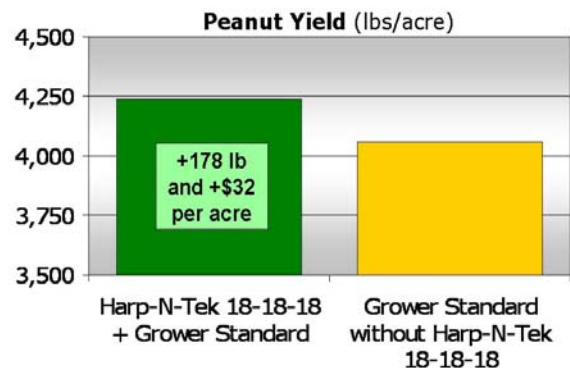 Peanut Yield (lbs/acre)
4,500
4,250
4,000
3,750
3,500
+178 lb
and +$32
per acre
Harp-N-Tek 18-18-18
+ Grower Standard
Grower Standard
without Harp-N-Tek
18-18-18